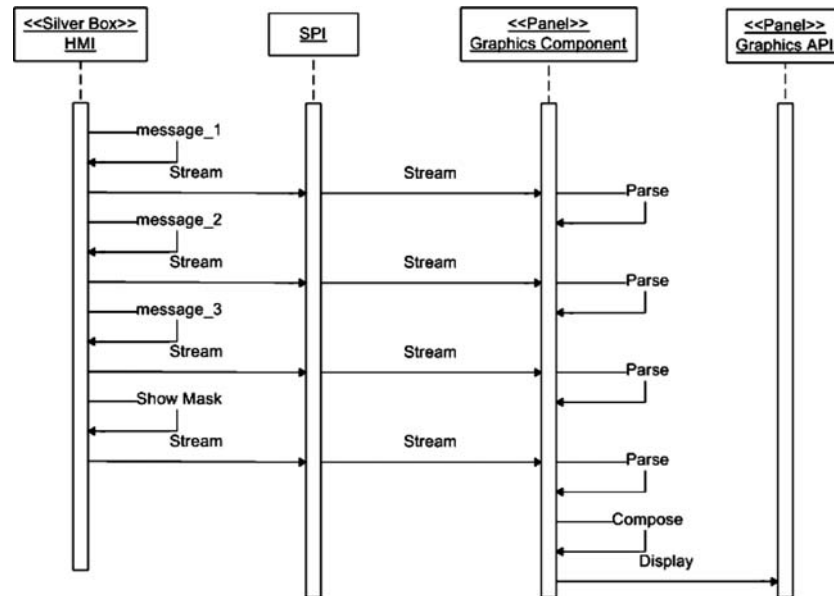 <<Silver Box>>
HMI
SPI
<<Panel>>
Graphics Component
<<Panel>>
Graphics API
message_1
Stream
Stream
Parse
message_2
Stream
Stream
Parse
message_3
Stream
Stream
Parse
Show Mask
Stream
Stream
Parse
Compose
Display